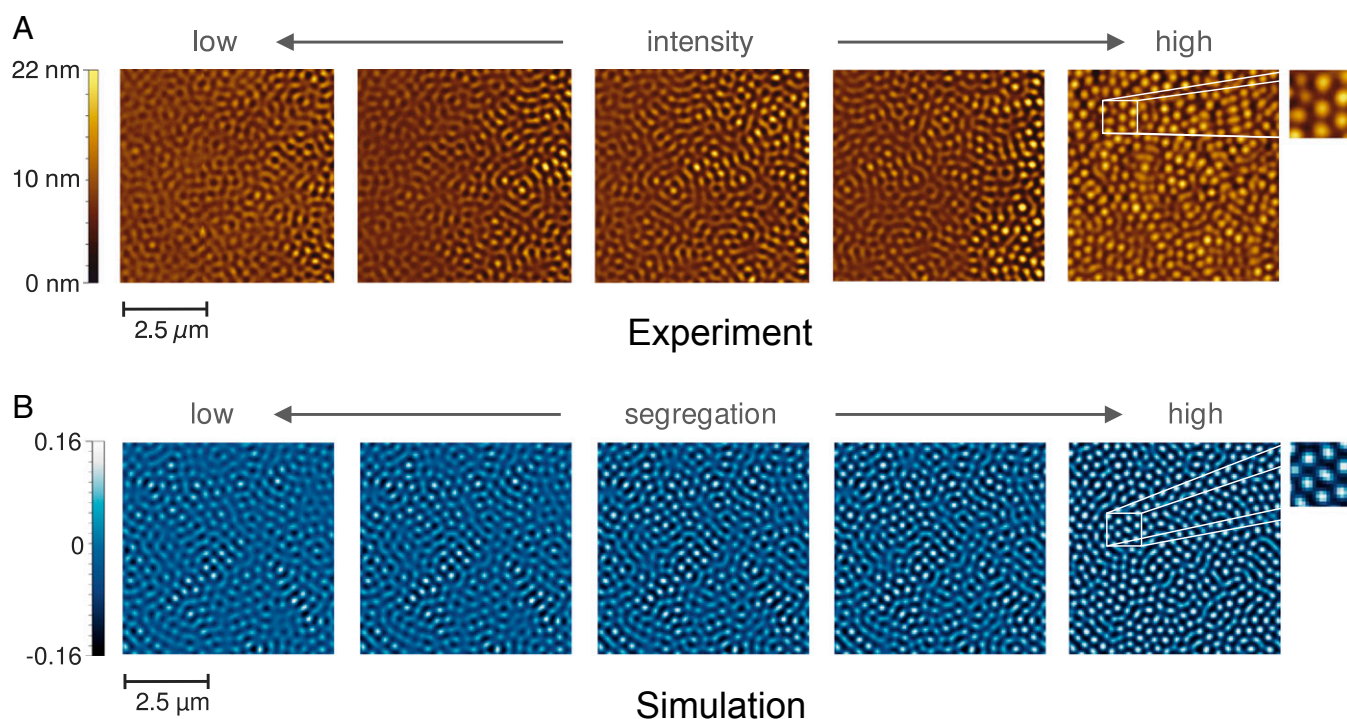 A
low intensity high
22 nm
10 nm
0 nm
2.5 μm
Experiment
B
low segregation high
0.16
0
-0.16
2.5 μm
Simulation